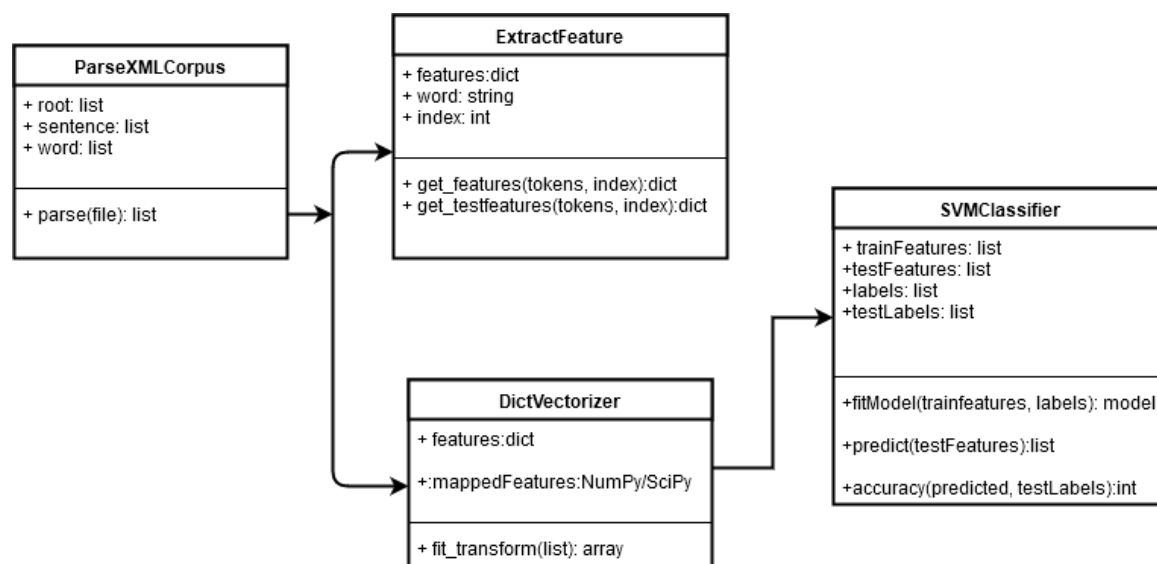 ParseXMLCorpus
+ root: list
+ sentence: list
+ word: list
+ parse(file): list
ExtractFeature
+ features:dict
+ word: string
+ index: int
+ get_features(tokens, index):dict
+ get_testfeatures(tokens, index):dict
DictVectorizer
+ features:dict
+:mappedFeatures:NumPy/SciPy
+ fit_transform(list): array
SVMClassifier
+ trainFeatures: list
+testFeatures: list
+labels: list
+testLabels: list
+fitModel(trainfeatures, labels): model
+predict(testFeatures):list
+accuracy(predicted, testLabels):int